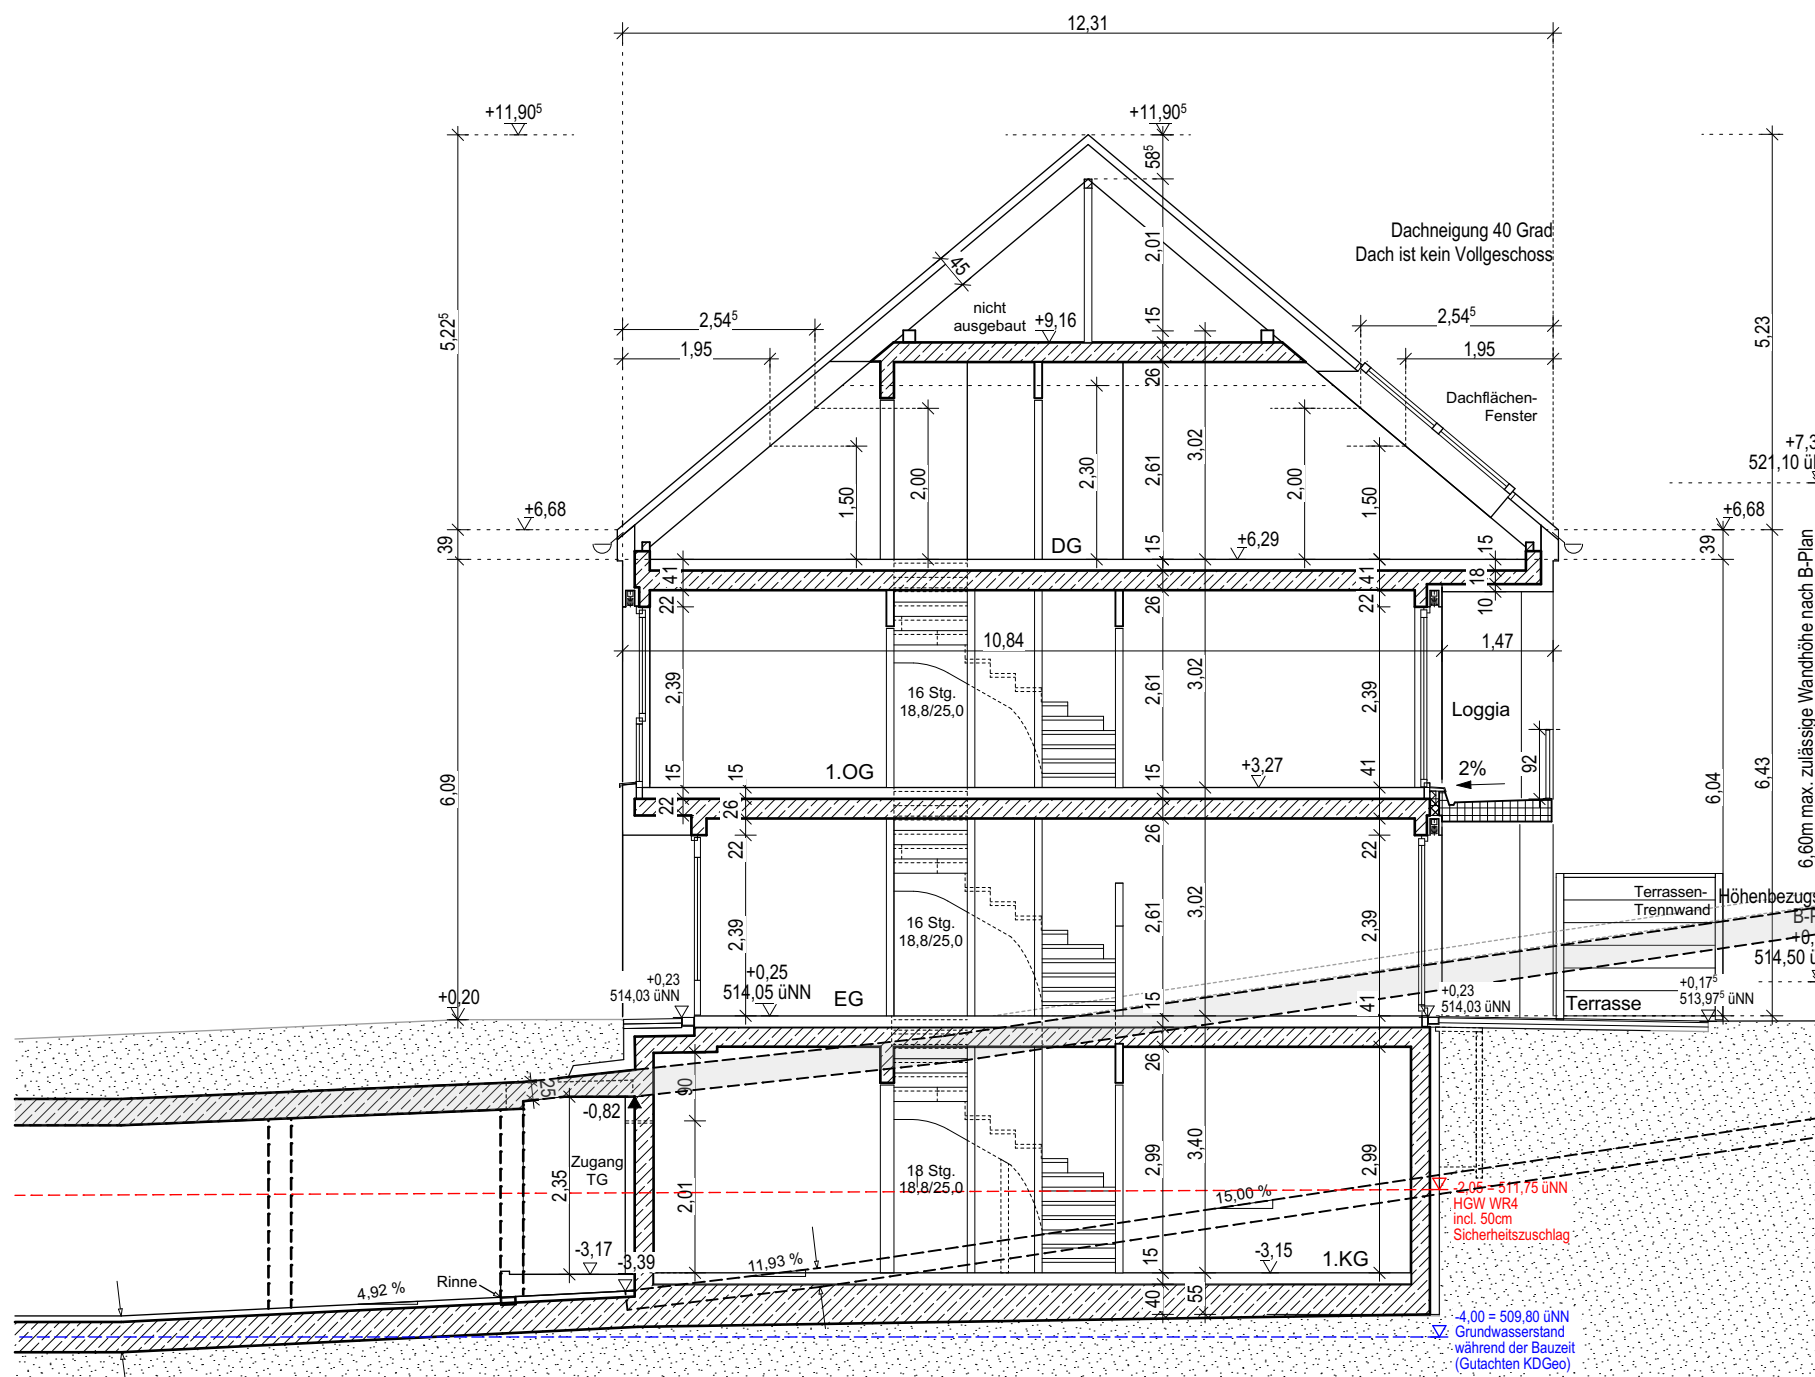 12,31
+11,90⁵
+11,90⁵
58⁵
Dachneigung 40 Grad
Dach ist kein Vollgeschoss
2,01
45
nicht
ausgebaut
+9,16
15
5,22⁵
2,54⁵
1,95
2,54⁵
1,95
5,23
26
Dachflächen-
Fenster
3,02
2,61
2,30
2,00
1,50
2,00
1,50
521,10
+6,68
+6,68
39
39
DG
15
+6,29
15
41
41
18
22
26
22
10
6,60m max. zulässige Wandhöhe nach B-Plan
10,84
1,47
2,39
16 Stg.
18,8/25,0
2,61
3,02
2,39
Loggia
92
2%
1.OG
+3,27
15
15
15
41
22
26
26
22
22
6,09
6,04
6,43
2,39
16 Stg.
18,8/25,0
2,61
3,02
2,39
Terrassen-
Trennwand
514,50
+0,20
+0,23
514,03 üNN
+0,25
514,05 üNN
EG
15
41
+0,23
514,03 üNN
Terrasse
+0,17⁵
513,97⁵ üNN
26
25
90
-0,82
Zugang
TG
2,35
2,01
18 Stg.
18,8/25,0
2,99
3,40
2,99
15,00 %
-2,05 = 511,75 üNN
HGW WR4
incl. 50cm
Sicherheitszuschlag
-3,17
-3,39
11,93 %
15
-3,15
1.KG
Rinne
4,92 %
40
55
-4,00 = 509,80 üNN
Grundwasserstand
während der Bauzeit
(Gutachten KDGeo)